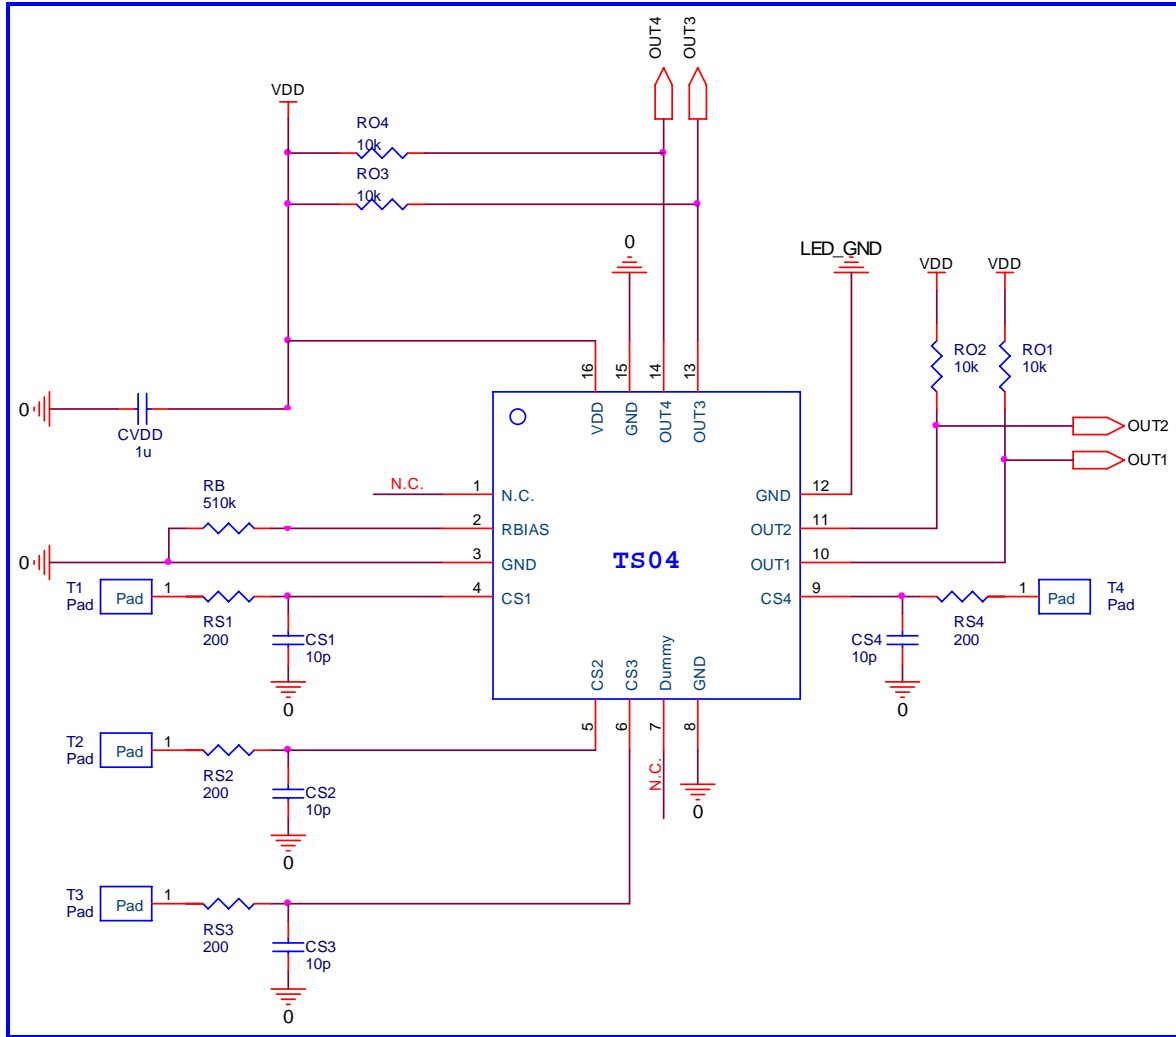 OUT4
OUT3
VDD
RO4
10k
RO3
10k
0
LED_GND
VDD
VDD
RO2
10k
RO1
10k
16
15
14
13
0
CVDD
1u
VDD
GND
OUT4
OUT3
OUT2
OUT1
N.C.
1
N.C.
GND
12
RB
510k
2
RBIAS
OUT2
11
0
3
GND
TS04
OUT1
10
T1
Pad
Pad
1
RS1
200
4
CS1
CS4
9
1
Pad
T4
Pad
RS4
200
CS1
10p
0
CS4
10p
0
CS2
CS3
Dummy
GND
5
6
7
8
T2
Pad
Pad
1
RS2
200
CS2
10p
0
N.C.
0
T3
Pad
Pad
1
RS3
200
CS3
10p
0